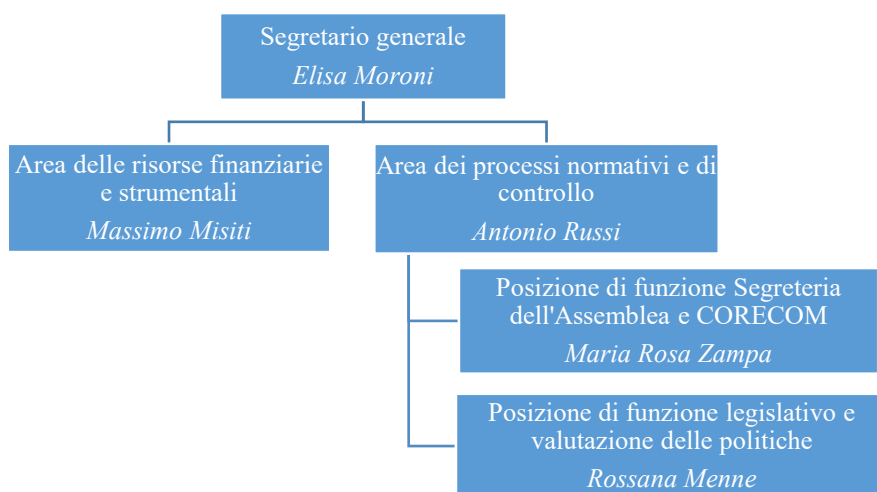 Segretario generale
Elisa Moroni
Area delle risorse finanziarie
e strumentali
Massimo Misiti
Area dei processi normativi e di
controllo
Antonio Russi
Posizione di funzione Segreteria
dell'Assemblea e CORECOM
Maria Rosa Zampa
Posizione di funzione legislativo e
valutazione delle politiche
Rossana Menne